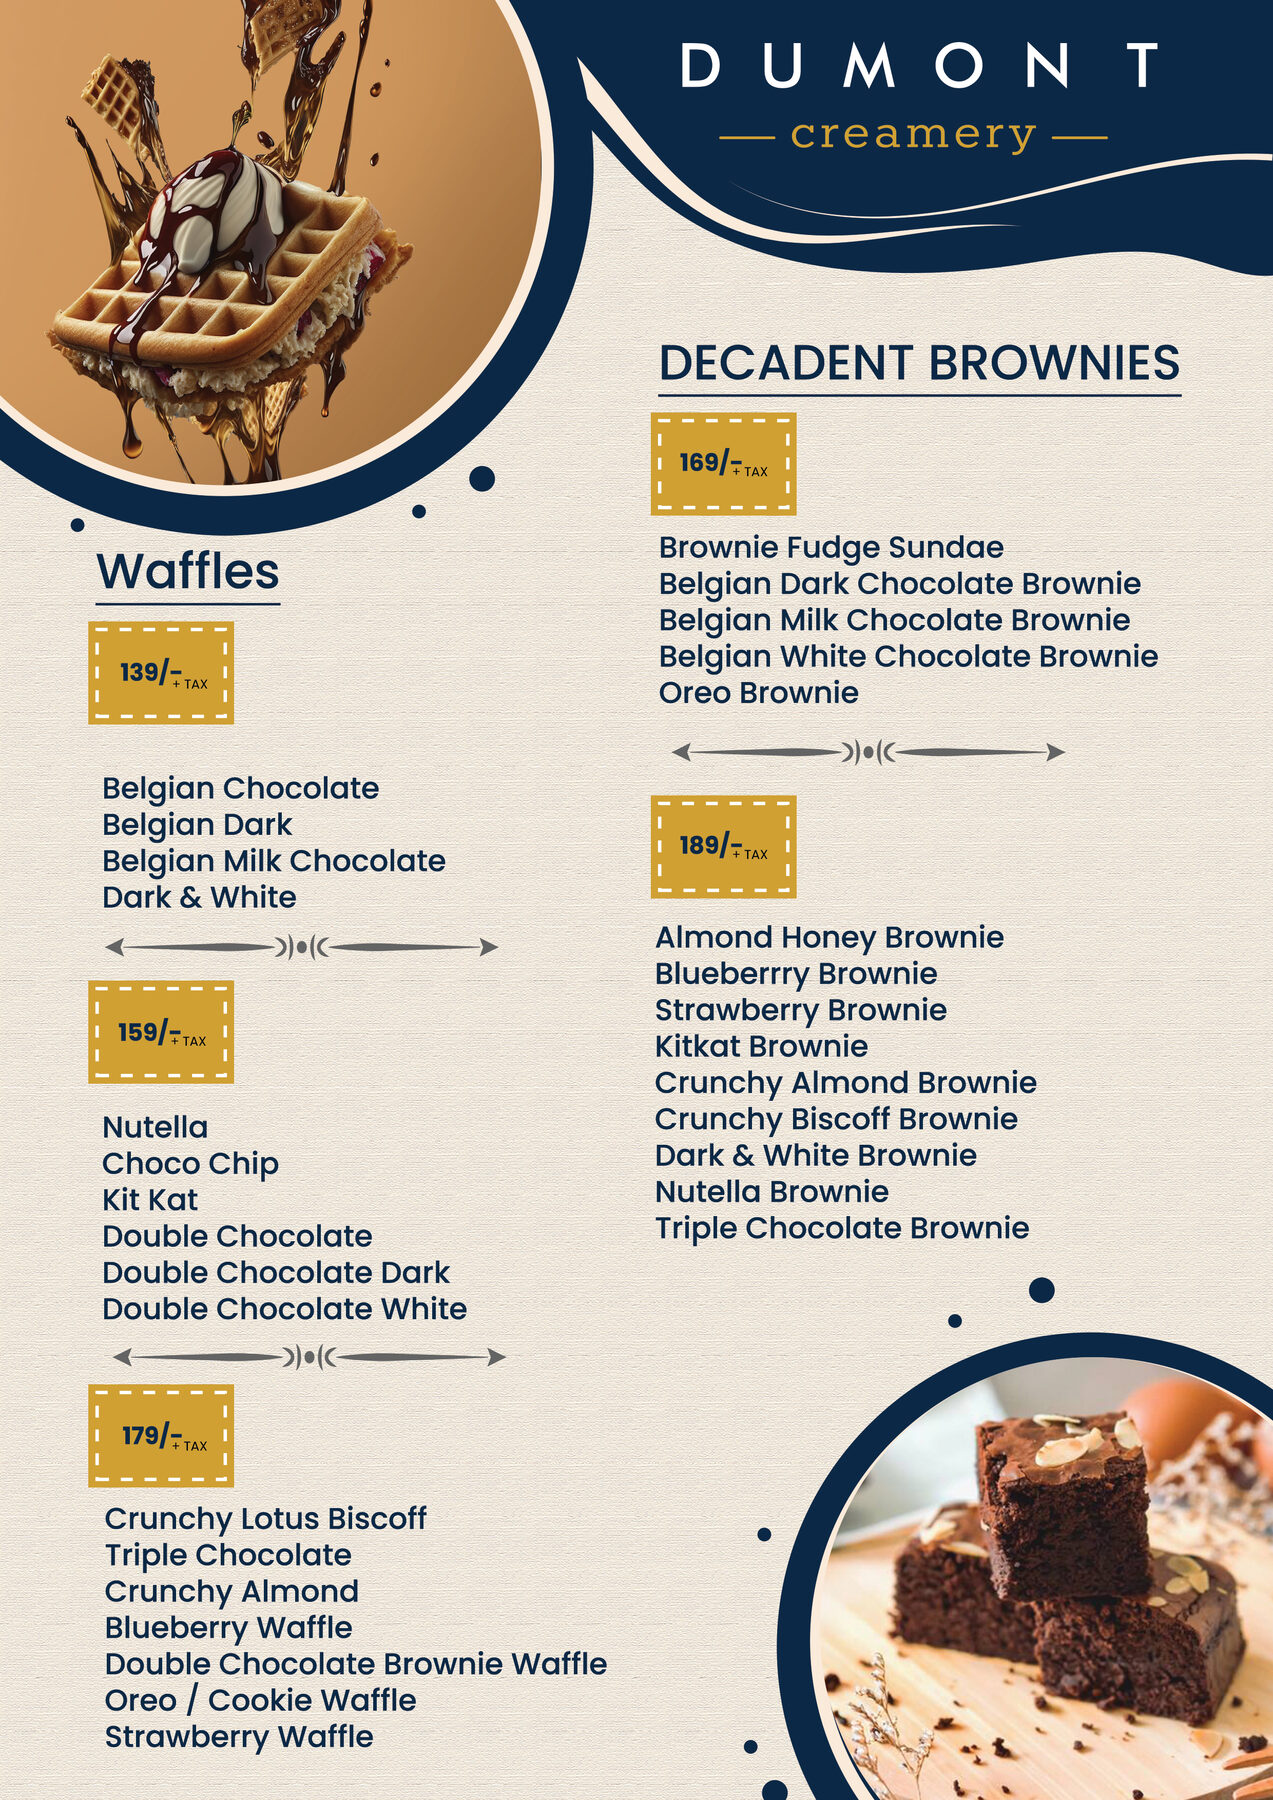 DUMONT
creamery
Waffles
139/- + TAX
Belgian Chocolate
Belgian Dark
Belgian Milk Chocolate
Dark & White
159/- + TAX
Nutella
Choco Chip
Kit Kat
Double Chocolate
Double Chocolate Dark
Double Chocolate White
179/- + TAX
Crunchy Lotus Biscoff
Triple Chocolate
Crunchy Almond
Blueberry Waffle
Double Chocolate Brownie Waffle
Oreo / Cookie Waffle
Strawberry Waffle
DECADENT BROWNIES
169/- + TAX
Brownie Fudge Sundae
Belgian Dark Chocolate Brownie
Belgian Milk Chocolate Brownie
Belgian White Chocolate Brownie
Oreo Brownie
189/- + TAX
Almond Honey Brownie
Blueberrry Brownie
Strawberry Brownie
Kitkat Brownie
Crunchy Almond Brownie
Crunchy Biscoff Brownie
Dark & White Brownie
Nutella Brownie
Triple Chocolate Brownie